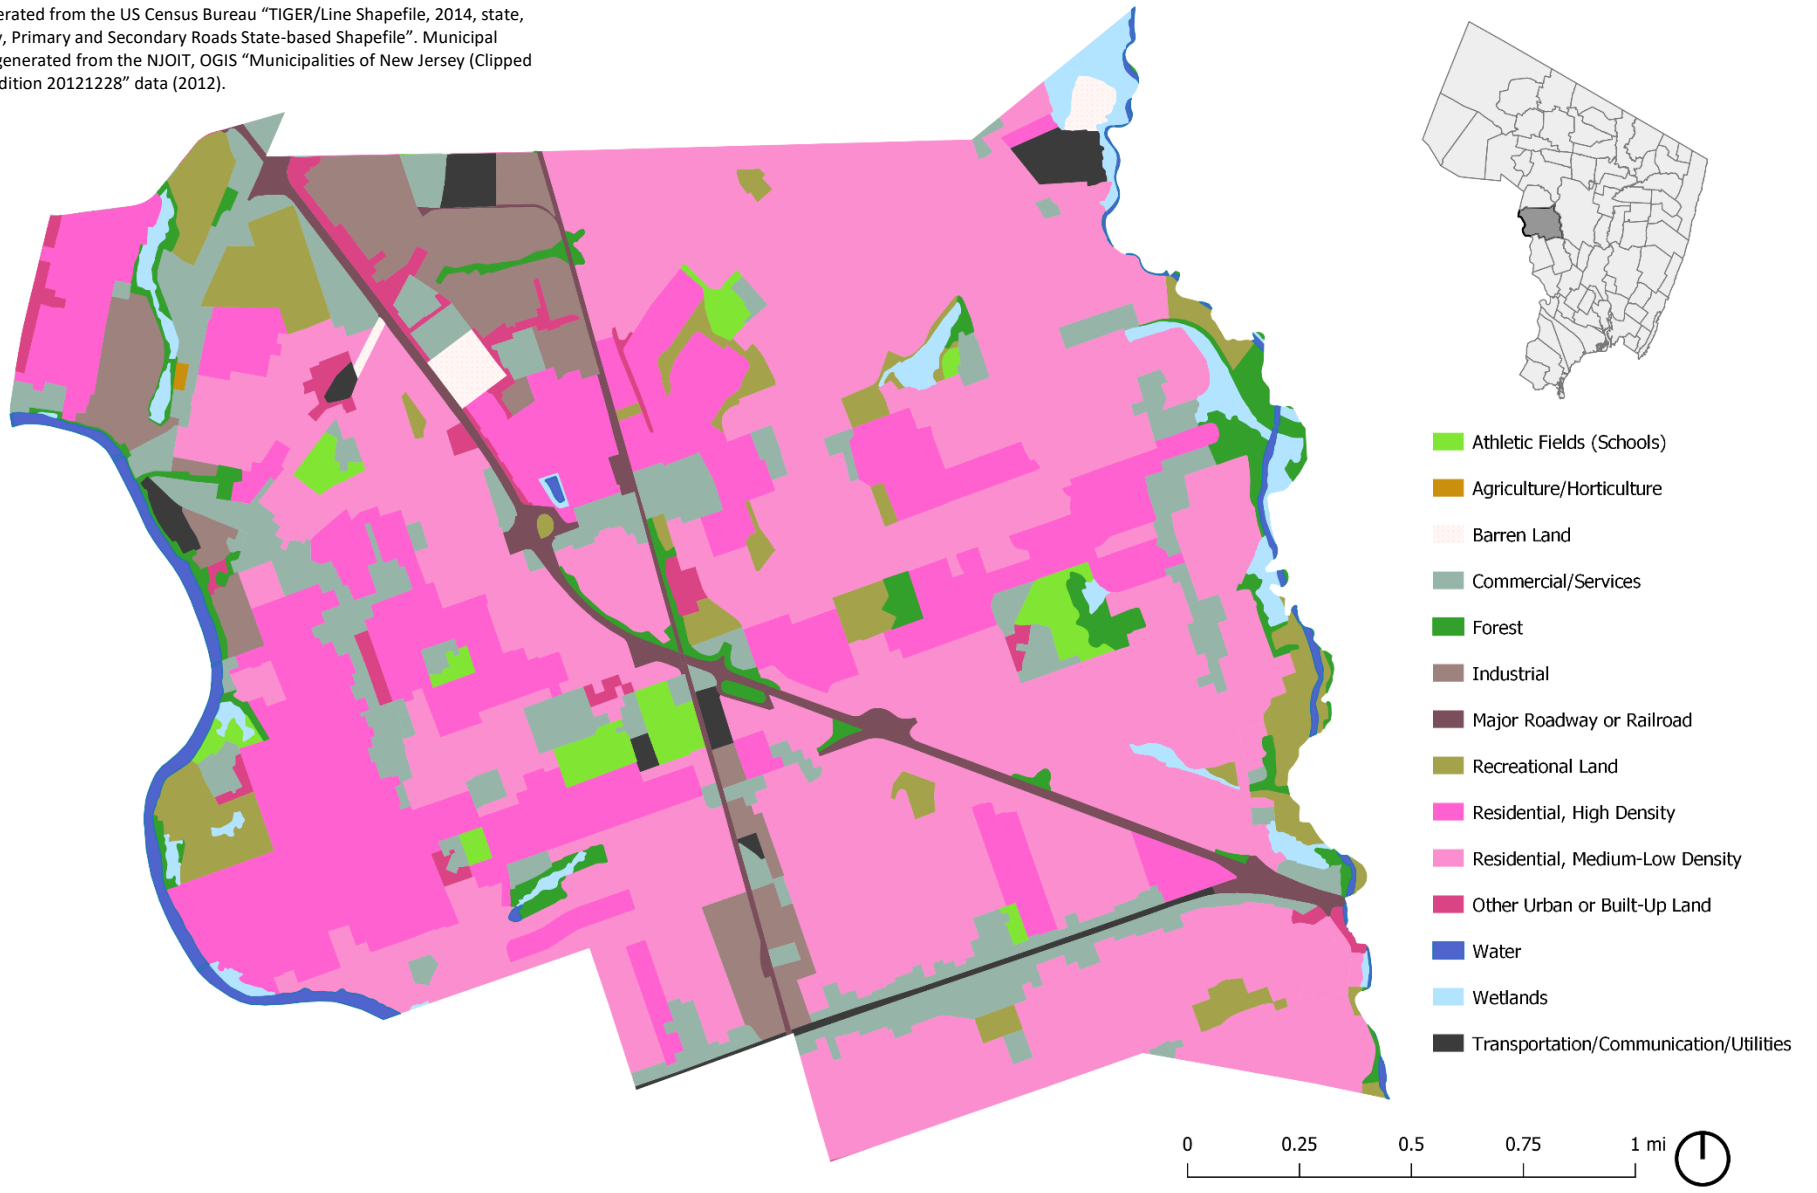 erated from the US Census Bureau “TIGER/Line Shapefile, 2014, state,
, Primary and Secondary Roads State-based Shapefile”. Municipal
generated from the NJOIT, OGIS “Municipalities of New Jersey (Clipped
dition 20121228” data (2012).
Athletic Fields (Schools)
Agriculture/Horticulture
Barren Land
Commercial/Services
Forest
Industrial
Major Roadway or Railroad
Recreational Land
Residential, High Density
Residential, Medium-Low Density
Other Urban or Built-Up Land
Water
Wetlands
Transportation/Communication/Utilities
0 0.25 0.5 0.75 1 mi